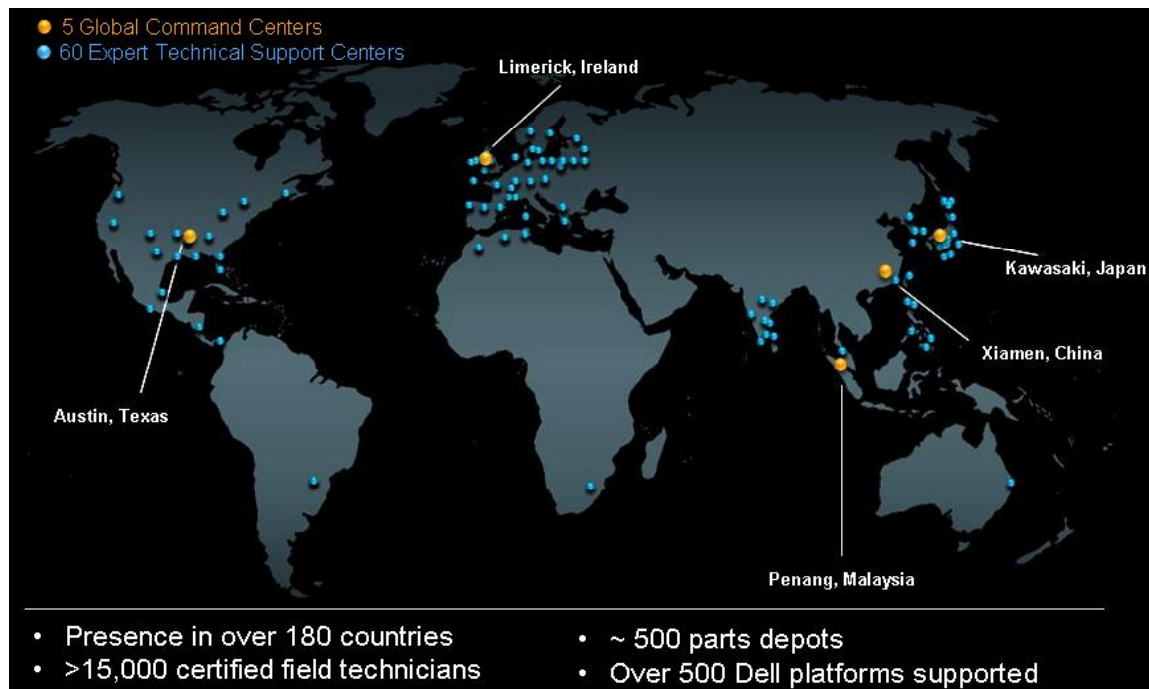 5 Global Command Centers
60 Expert Technical Support Centers
Limerick, Ireland
Kawasaki, Japan
Xiamen, China
Austin, Texas
Penang, Malaysia
• Presence in over 180 countries
• >15,000 certified field technicians
• ~ 500 parts depots
• Over 500 Dell platforms supported